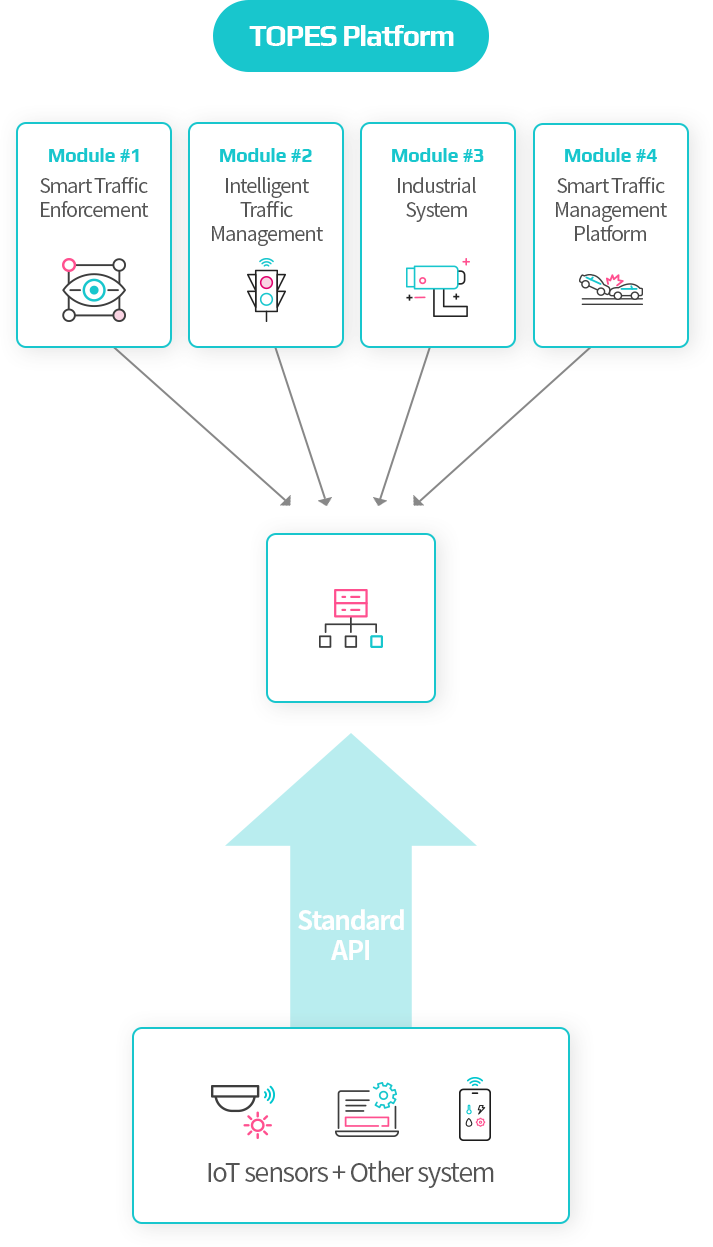 TOPES Platform
Module #1
Smart Traffic
Enforcement
Module #2
Intelligent
Traffic
Management
Module #3
Industrial
System
Module #4
Smart Traffic
Management
Platform
Standard
API
IoT sensors + Other system